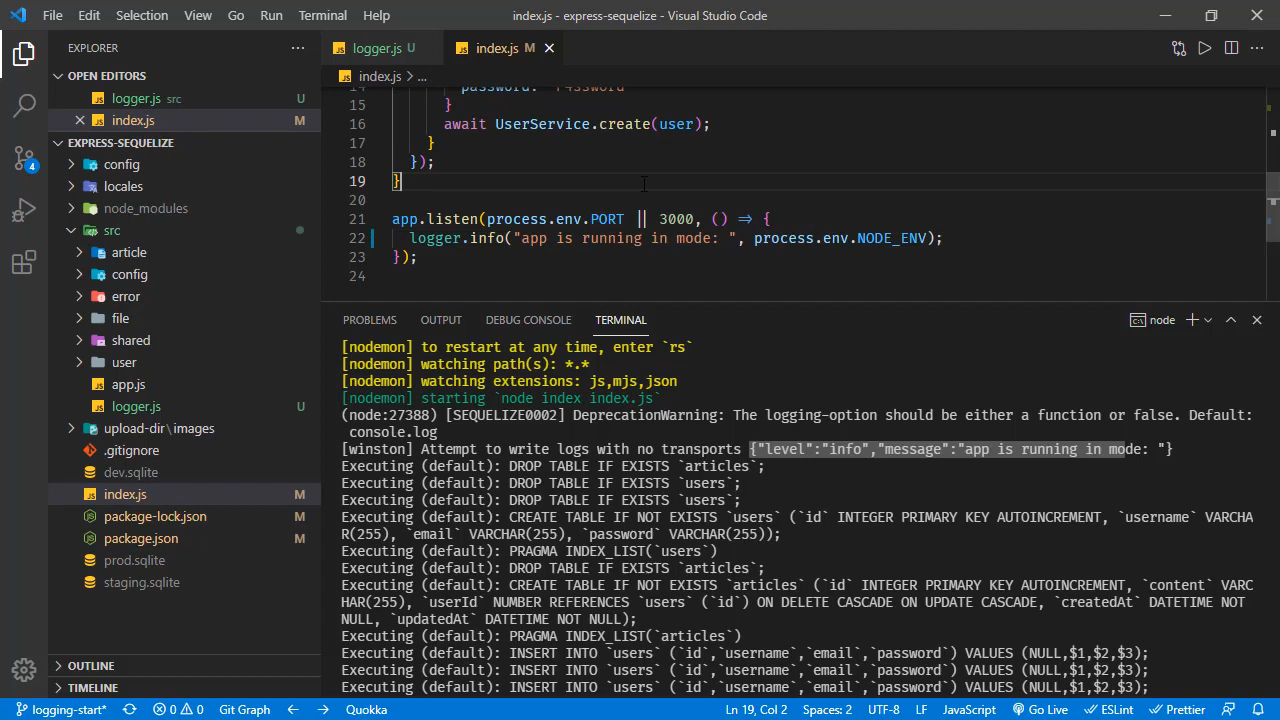 File Edit Selection View Go Run Terminal Help
index.js - express-sequelize - Visual Studio Code
EXPLORER
OPEN EDITORS
logger.js src U
index.js M
EXPRESS-SEQUELIZE
config
locales
node_modules
src
article
config
error
file
shared
user
app.js
logger.js U
upload-dir\images
.gitignore
dev.sqlite
index.js M
package-lock.json M
package.json M
prod.sqlite
staging.sqlite
OUTLINE
TIMELINE
logger.js U
index.js M
index.js > ...
14 password: 'P4ssword'
15 }
16 await UserService.create(user);
17 }
18 });
19 }
20
21 app.listen(process.env.PORT || 3000, () => {
22 logger.info("app is running in mode: ", process.env.NODE_ENV);
23 });
24
PROBLEMS OUTPUT DEBUG CONSOLE TERMINAL
node
[nodemon] to restart at any time, enter `rs`
[nodemon] watching path(s): *.*
[nodemon] watching extensions: js,mjs,json
[nodemon] starting `node index index.js`
(node:27388) [SEQUELIZE0002] DeprecationWarning: The logging-option should be either a function or false. Default:
console.log
[winston] Attempt to write logs with no transports {"level":"info","message":"app is running in mode: "}
Executing (default): DROP TABLE IF EXISTS `articles`;
Executing (default): DROP TABLE IF EXISTS `users`;
Executing (default): DROP TABLE IF EXISTS `users`;
Executing (default): CREATE TABLE IF NOT EXISTS `users` (`id` INTEGER PRIMARY KEY AUTOINCREMENT, `username` VARCHA
R(255), `email` VARCHAR(255), `password` VARCHAR(255));
Executing (default): PRAGMA INDEX_LIST(`users`)
Executing (default): DROP TABLE IF EXISTS `articles`;
Executing (default): CREATE TABLE IF NOT EXISTS `articles` (`id` INTEGER PRIMARY KEY AUTOINCREMENT, `content` VARC
HAR(255), `userId` NUMBER REFERENCES `users` (`id`) ON DELETE CASCADE ON UPDATE CASCADE, `createdAt` DATETIME NOT
NULL, `updatedAt` DATETIME NOT NULL);
Executing (default): PRAGMA INDEX_LIST(`articles`)
Executing (default): INSERT INTO `users` (`id`,`username`,`email`,`password`) VALUES (NULL,$1,$2,$3);
Executing (default): INSERT INTO `users` (`id`,`username`,`email`,`password`) VALUES (NULL,$1,$2,$3);
Executing (default): INSERT INTO `users` (`id`,`username`,`email`,`password`) VALUES (NULL,$1,$2,$3);
4
logging-start* 0 0 Git Graph Quokka Ln 19, Col 2 Spaces: 2 UTF-8 LF JavaScript Go Live ESLint Prettier